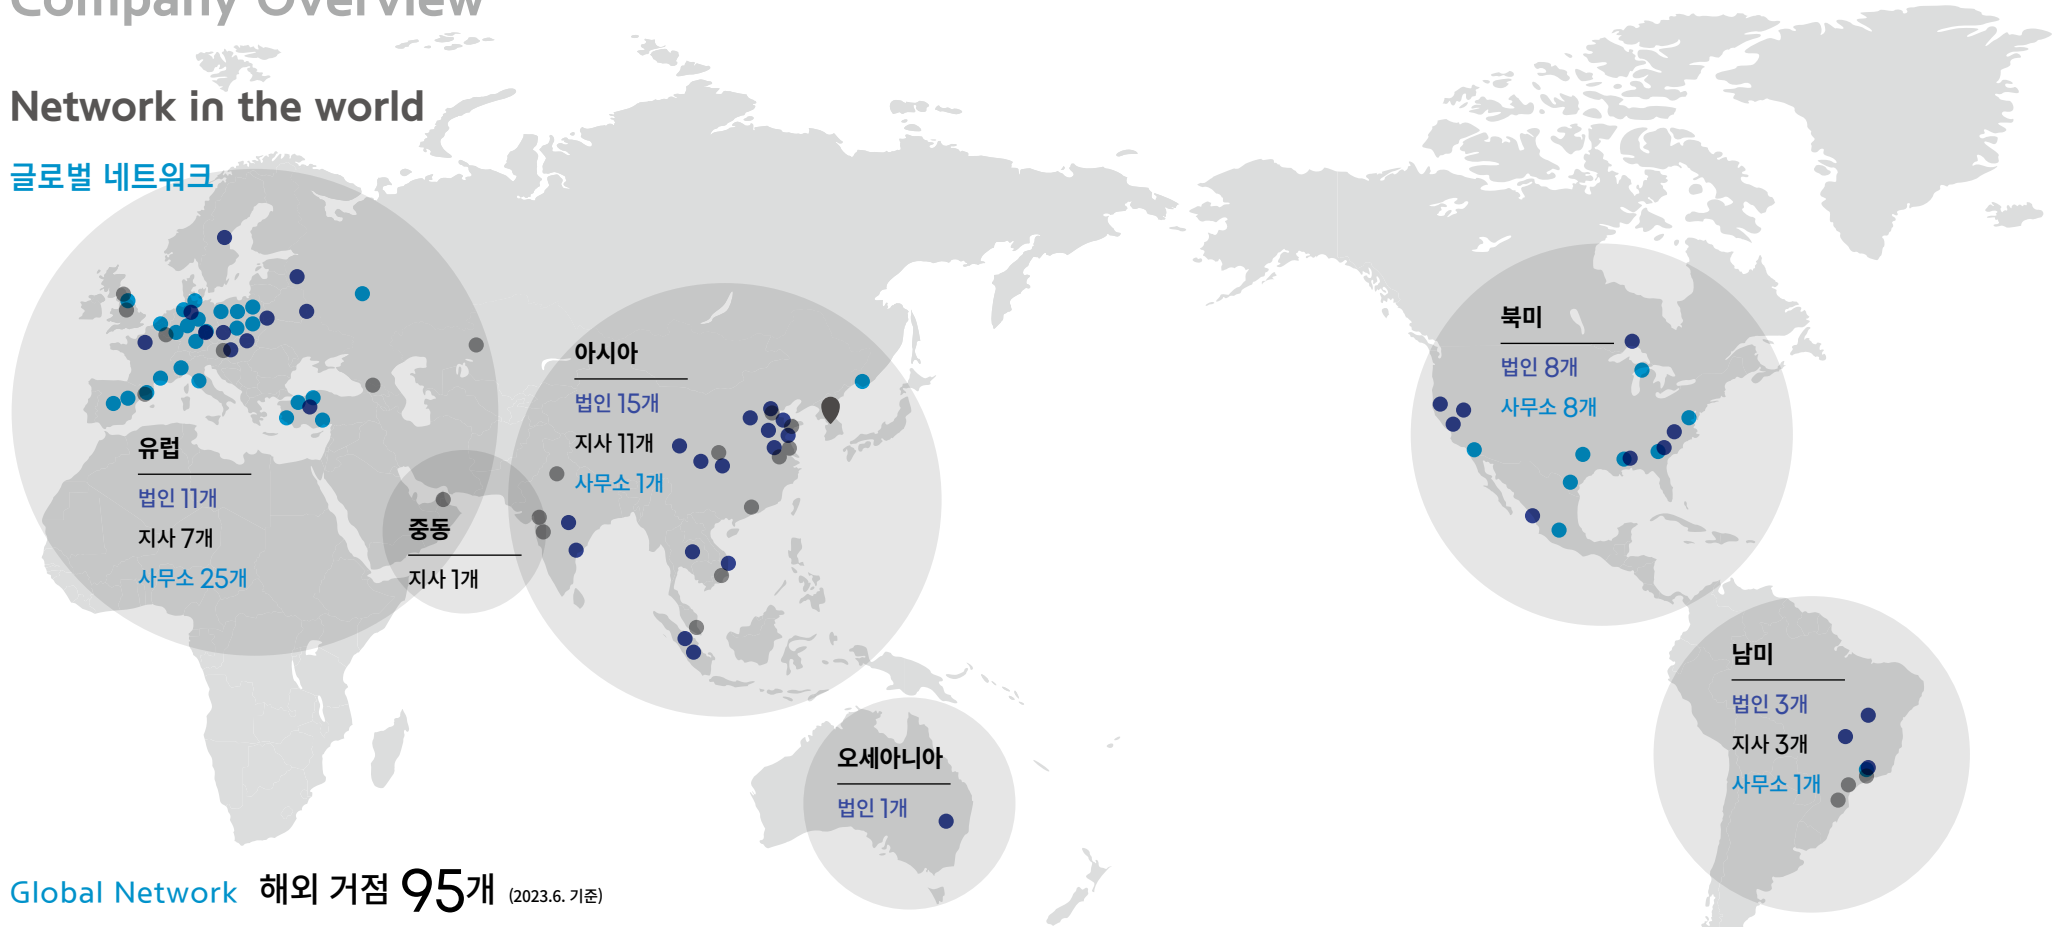 Company Overview
Network in the world
글로벌 네트워크
유럽
법인 11개
지사 7개
사무소 25개
중동
지사 1개
아시아
법인 15개
지사 11개
사무소 1개
오세아니아
법인 1개
북미
법인 8개
사무소 8개
남미
법인 3개
지사 3개
사무소 1개
Global Network 해외 거점 95개 (2023.6. 기준)